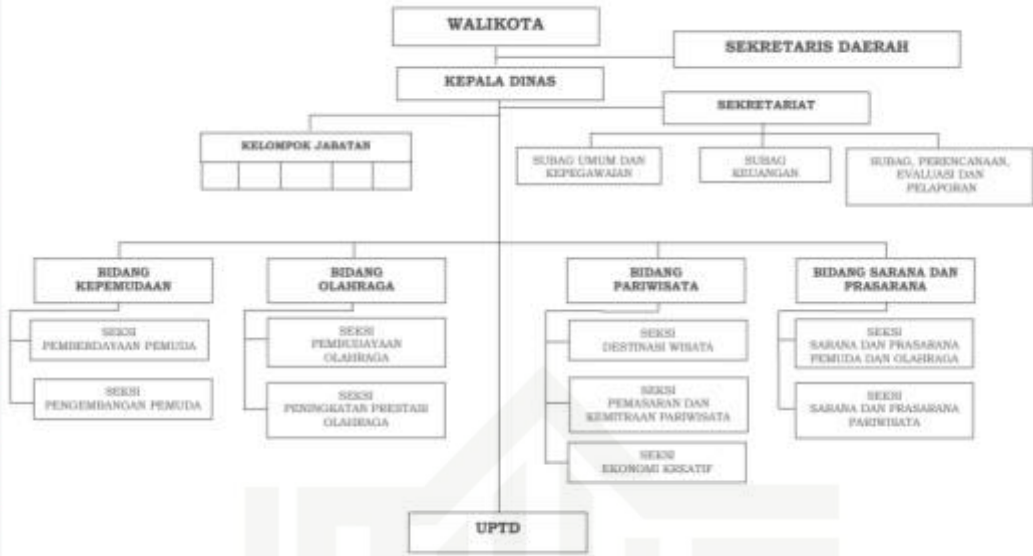 WALIKOTA
SEKRETARIS DAERAH
KEPALA DINAS
SEKRETARIAT
KELOMPOK JABATAN
SUBAG UMUM DAN
KEPEGAWAIAN
SUBAG
KEUANGAN
SUBAG, PERENCANAAN,
EVALUASI DAN
PELAPORAN
BIDANG
KEPEMUDAAN
BIDANG
OLAHRAGA
BIDANG
PARIWISATA
BIDANG SARANA DAN
PRASARANA
SEKSI
PEMBERDAYAAN PEMUDA
SEKSI
PEMBUDAYAAN
OLAHRAGA
SEKSI
DESTINASI WISATA
SEKSI
SARANA DAN PRASARANA
PEMUDA DAN OLAHRAGA
SEKSI
PENGEMBANGAN PEMUDA
SEKSI
PENINGKATAN PRESTASI
OLAHRAGA
SEKSI
PEMASARAN DAN
KEMITRAAN PARIWISATA
SEKSI
SARANA DAN PRASARANA
PARIWISATA
SEKSI
EKONOMI KREATIF
UPTD